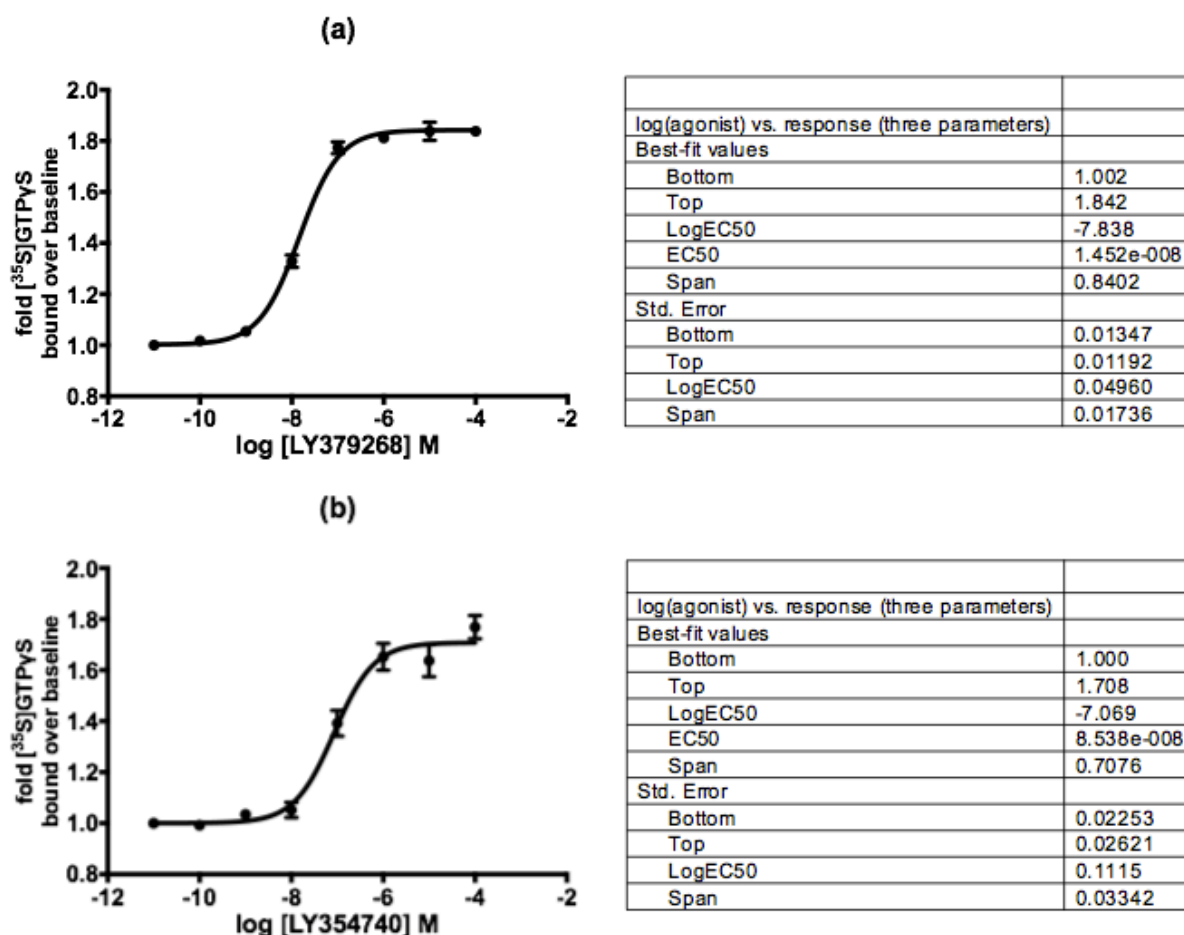 (a)
fold [³⁵S]GTPγS
bound over baseline
2.0
1.8
1.6
1.4
1.2
1.0
0.8
-12
-10
-8
-6
-4
-2
log [LY379268] M
log(agonist) vs. response (three parameters)
Best-fit values
Bottom 1.002
Top 1.842
LogEC50 -7.838
EC50 1.452e-008
Span 0.8402
Std. Error
Bottom 0.01347
Top 0.01192
LogEC50 0.04960
Span 0.01736
(b)
fold [³⁵S]GTPγS
bound over baseline
2.0
1.8
1.6
1.4
1.2
1.0
0.8
-12
-10
-8
-6
-4
-2
log [LY354740] M
log(agonist) vs. response (three parameters)
Best-fit values
Bottom 1.000
Top 1.708
LogEC50 -7.069
EC50 8.538e-008
Span 0.7076
Std. Error
Bottom 0.02253
Top 0.02621
LogEC50 0.1115
Span 0.03342